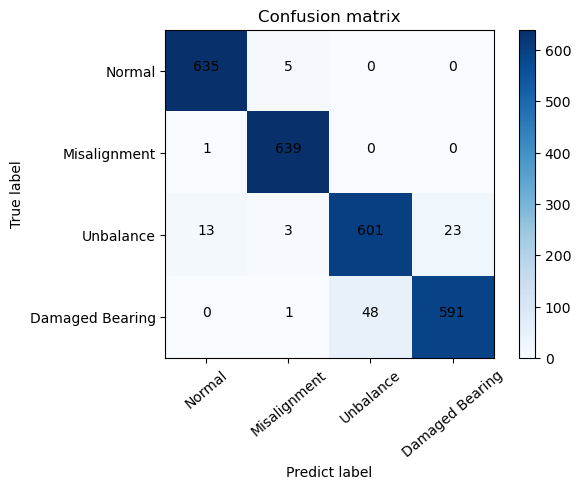 Confusion matrix
True label
Normal 635 5 0 0
Misalignment 1 639 0 0
Unbalance 13 3 601 23
Damaged Bearing 0 1 48 591
Normal
Misalignment
Unbalance
Damaged Bearing
Predict label
600
500
400
300
200
100
0